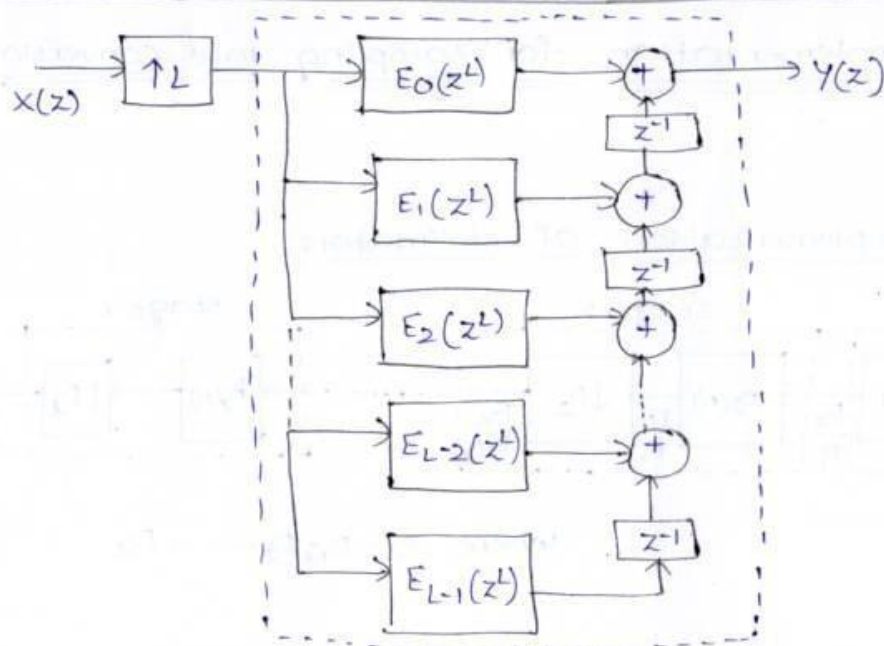 X(z)
↑L
E0(z^L)
+
Y(z)
z^-1
E1(z^L)
+
z^-1
E2(z^L)
+
EL-2(z^L)
+
z^-1
EL-1(z^L)